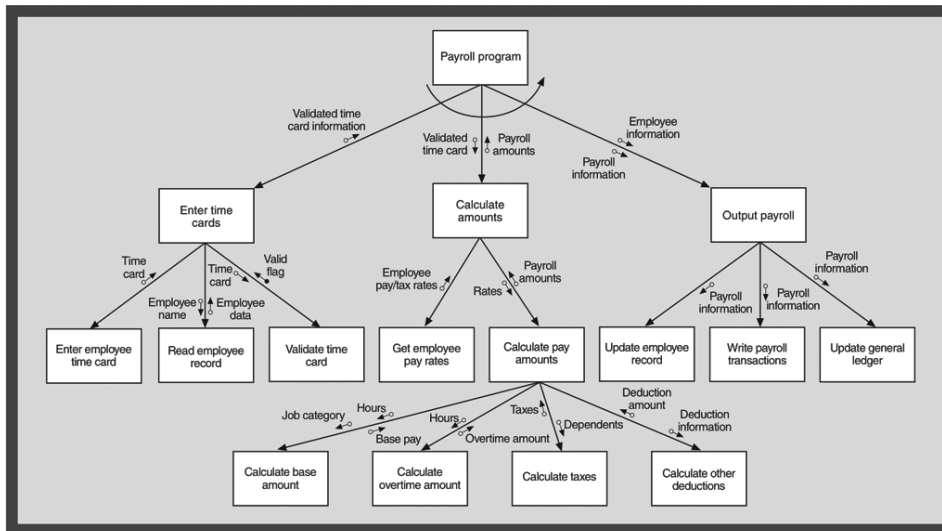 Payroll program
Validated time
card information
Validated
time card
Payroll
amounts
Employee
information
Payroll
information
Enter time
cards
Calculate
amounts
Output payroll
Time
card
Employee
name
Time
card
Employee
data
Valid
flag
Employee
pay/tax rates
Rates
Payroll
amounts
Payroll
information
Payroll
information
Payroll
information
Enter employee
time card
Read employee
record
Validate time
card
Get employee
pay rates
Calculate pay
amounts
Update employee
record
Write payroll
transactions
Update general
ledger
Job category
Hours
Base pay
Hours
Overtime amount
Taxes
Dependents
Deduction
amount
Deduction
information
Calculate base
amount
Calculate
overtime amount
Calculate taxes
Calculate other
deductions